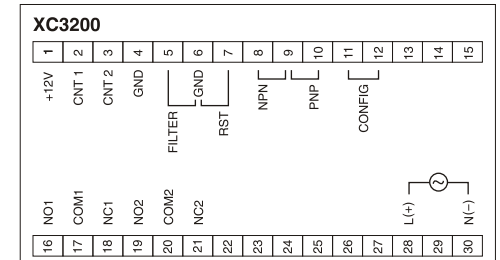 XC3200
1 2 3 4 5 6 7 8 9 10 11 12 13 14 15
+12V CNT 1 CNT 2 GND FILTER GND RST NPN PNP CONFIG
NO1 COM1 NC1 NO2 COM2 NC2 L(+) N(−)
16 17 18 19 20 21 22 23 24 25 26 27 28 29 30